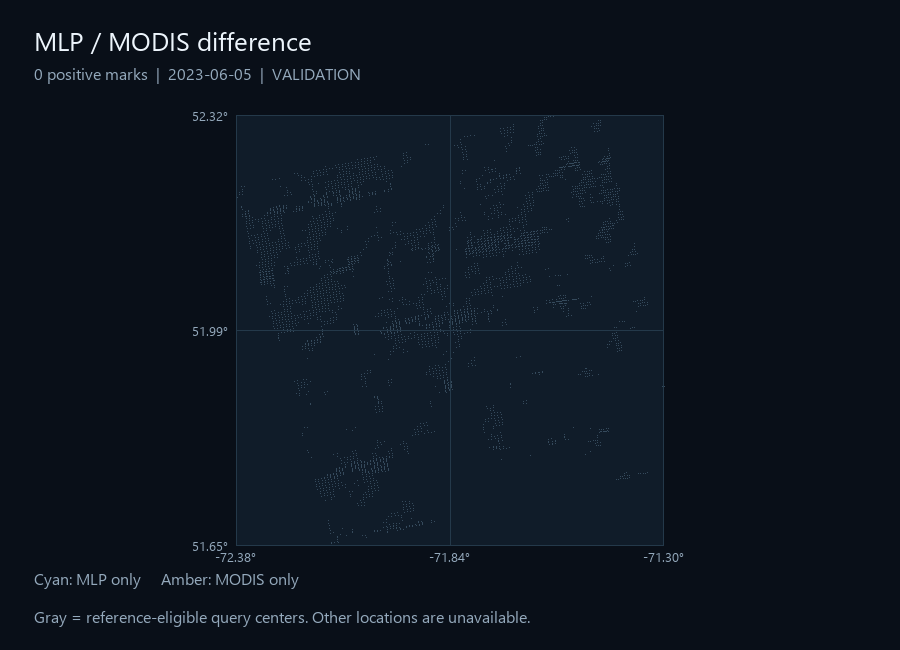 MLP / MODIS difference
0 positive marks | 2023-06-05 | VALIDATION
52.32°
51.99°
51.65°
-72.38° -71.84° -71.30°
Cyan: MLP only Amber: MODIS only
Gray = reference-eligible query centers. Other locations are unavailable.